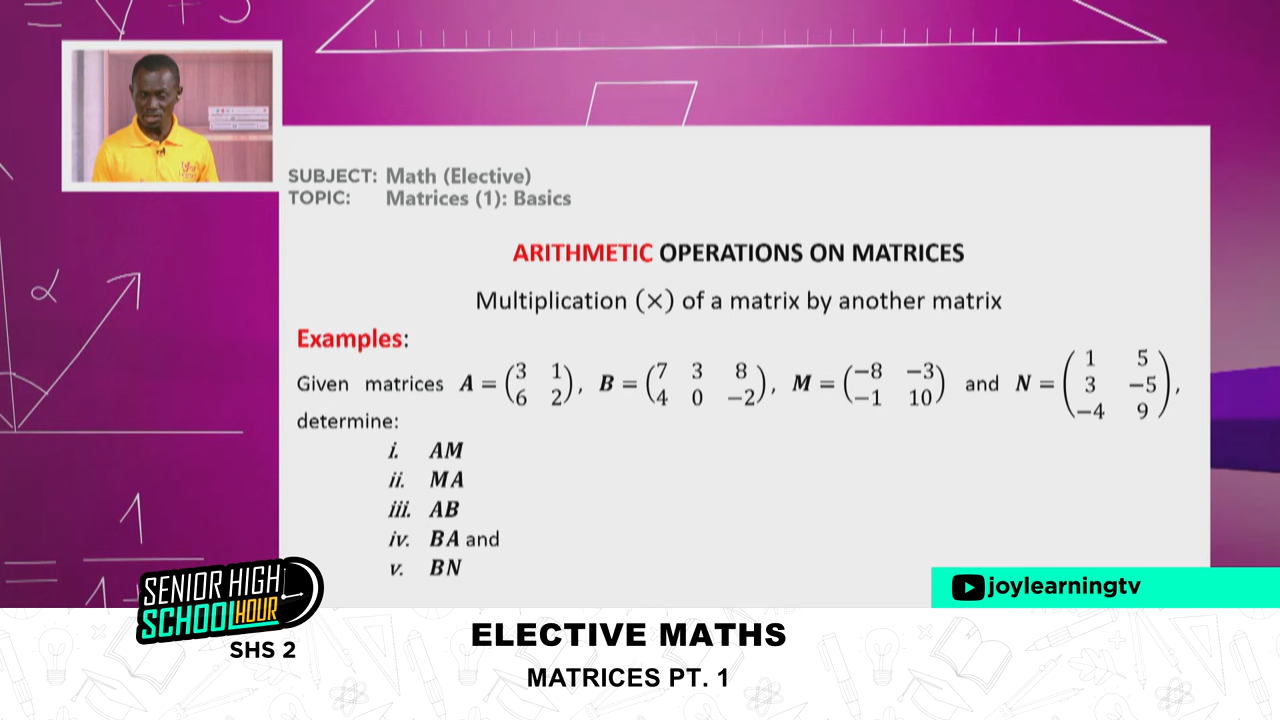 = √ + 3
SUBJECT: Math (Elective)
TOPIC: Matrices (1): Basics
ARITHMETIC OPERATIONS ON MATRICES
Multiplication (×) of a matrix by another matrix
Examples:
Given matrices A = (3 1; 6 2), B = (7 3 8; 4 0 −2), M = (−8 −3; −1 10) and N = (1 5; 3 −5; −4 9),
determine:
i. AM
ii. MA
iii. AB
iv. BA and
v. BN
α
1
=
1
SENIOR HIGH
SCHOOL HOUR
SHS 2
joylearningtv
ELECTIVE MATHS
MATRICES PT. 1